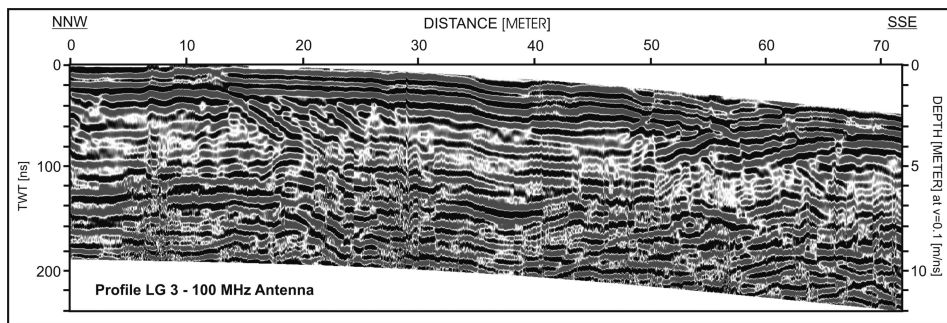 NNW DISTANCE [METER] SSE
0 10 20 30 40 50 60 70
0 0
100 5
200 10
TWT [ns]
DEPTH [METER] at v=0.1 [m/ns]
Profile LG 3 - 100 MHz Antenna